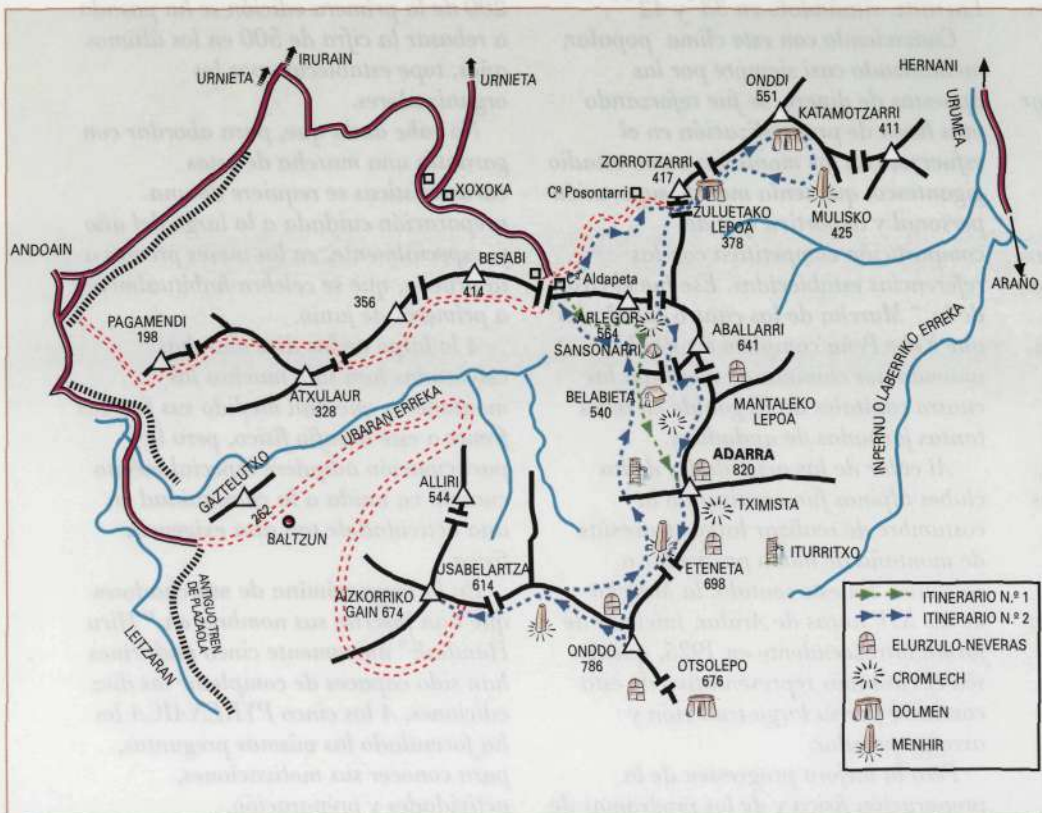 IRURAIN
URNIETA
URNIETA
ONDDI
551
HERNANI
KATAMOTZARRI
411
URUMEA
ZORROTZARRI
417
XOXOKA
Cº Posontarri
ZULUETAKO
LEPOA
378
MULISKO
425
ANDOAIN
BESABI
414
Cº Aldapeta
ARAÑO
356
PAGAMENDI
198
ARLEGOR
564
ABALLARRI
641
SANSONARRI
ATXULAUR
328
BELABIETA
540
MANTALEKO
LEPOA
INPERNU OLABERRIKO ERREKA
UBARAN ERREKA
ADARRA
820
GAZTELUTXO
262
ALLIRI
544
TXIMISTA
BALTZUN
ITURRITXO
USABELARTZA
614
ETENETA
698
AIZKORRIKO
GAIN 674
ANTIGUO TREN
DE PLAZAOLA
LEITZARAN
ONDDO
786
OTSOLEPO
676
ITINERARIO N.º 1
ITINERARIO N.º 2
ELURZULO-NEVERAS
CROMLECH
DOLMEN
MENHIR